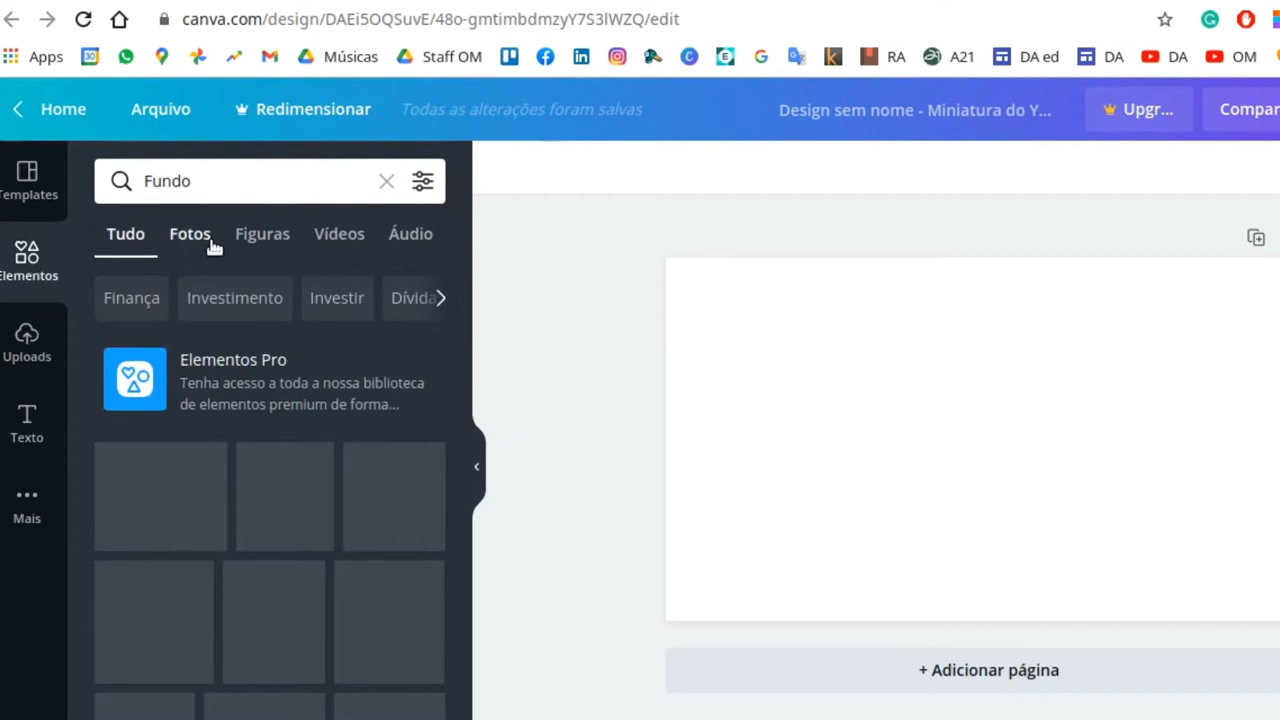 canva.com/design/DAEi5OQSuvE/48o-gmtimbdmzyY7S3lWZQ/edit
Apps Músicas Staff OM RA A21 DA ed DA DA OM
Home Arquivo Redimensionar Todas as alterações foram salvas Design sem nome - Miniatura do Y... Upgr... Compar
Templates
Fundo
Tudo Fotos Figuras Vídeos Áudio
Elementos
Finança Investimento Investir Dívida
Uploads
Elementos Pro
Tenha acesso a toda a nossa biblioteca
de elementos premium de forma...
Texto
Mais
+ Adicionar página